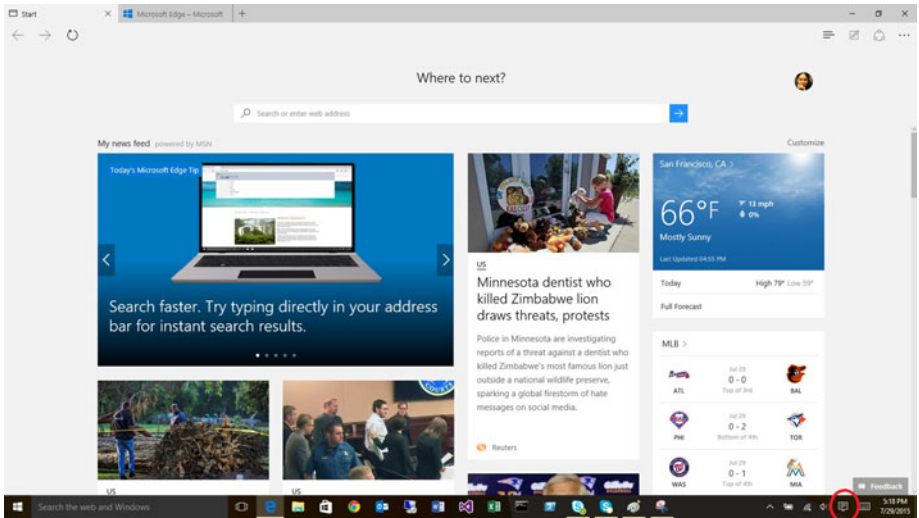 Start
Microsoft Edge – Microsoft
Where to next?
Search or enter web address
My news feed powered by MSN
Customize
Today's Microsoft Edge Tip
Search faster. Try typing directly in your address
bar for instant search results.
US
Minnesota dentist who
killed Zimbabwe lion
draws threats, protests
Police in Minnesota are investigating
reports of a threat against a dentist who
killed Zimbabwe's most famous lion just
outside a national wildlife preserve,
sparking a global firestorm of hate
messages on social media.
Reuters
San Francisco, CA >
66°F
13 mph
0%
Mostly Sunny
Last Updated 04:55 PM
Today High 79° Low 59°
Full Forecast
MLB >
Jul 29
ATL 0 - 0 BAL
Top of 3rd
Jul 29
PHI 0 - 2 TOR
Bottom of 4th
Jul 29
WAS 0 - 1 MIA
Top of 4th
US
US
COURTS
Gillette
Feedback
Search the web and Windows
5:18 PM
7/29/2015